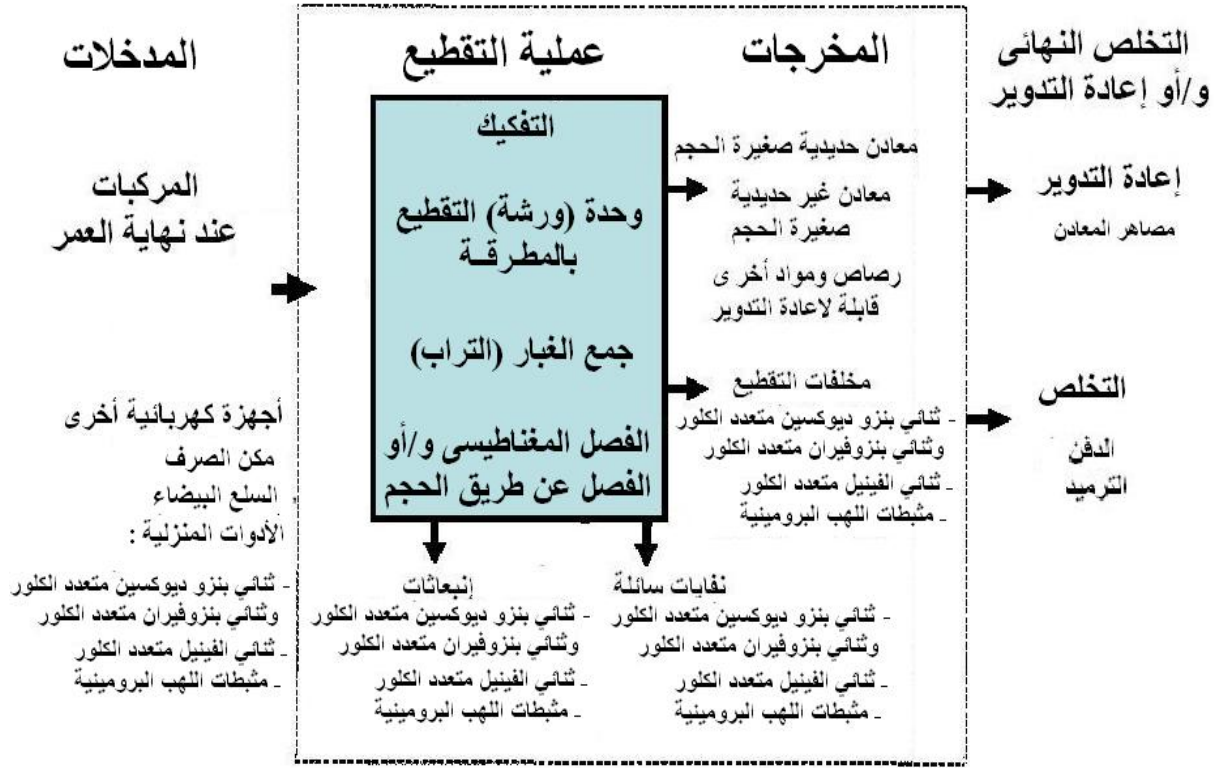 المدخلات
المركبات
عند نهاية العمر
أجهزة كهربائية أخرى
مكن الصرف
السلع البيضاء
الأدوات المنزلية :
- ثنائي بنزو ديوكسين متعدد الكلور
وثنائي بنزوفيران متعدد الكلور
- ثنائي الفينيل متعدد الكلور
- مثبطات اللهب البرومينية
عملية التقطيع
التفكيك
وحدة (ورشة) التقطيع
بالمطرقة
جمع الغبار (التراب)
الفصل المغناطيسى و/أو
الفصل عن طريق الحجم
إنبعاثات
- ثنائي بنزو ديوكسين متعدد الكلور
وثنائي بنزوفيران متعدد الكلور
- ثنائي الفينيل متعدد الكلور
- مثبطات اللهب البرومينية
نفايات سائلة
- ثنائي بنزو ديوكسين متعدد الكلور
وثنائي بنزوفيران متعدد الكلور
- ثنائي الفينيل متعدد الكلور
- مثبطات اللهب البرومينية
المخرجات
معادن حديدية صغيرة الحجم
معادن غير حديدية
صغيرة الحجم
رصاص ومواد أخر ى
قابلة لاعادة التدوير
مخلفات التقطيع
- ثنائي بنزو ديوكسين متعدد الكلور
وثنائي بنزوفيران متعدد الكلور
- ثنائي الفينيل متعدد الكلور
- مثبطات اللهب البرومينية
التخلص النهائى
و/أو إعادة التدوير
إعادة التدوير
مصاهر المعادن
التخلص
الدفن
الترميد